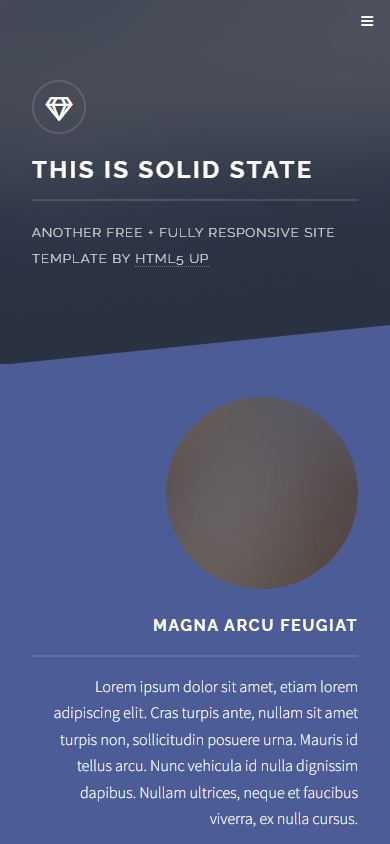 THIS IS SOLID STATE
ANOTHER FREE + FULLY RESPONSIVE SITE
TEMPLATE BY HTML5 UP
MAGNA ARCU FEUGIAT
Lorem ipsum dolor sit amet, etiam lorem
adipiscing elit. Cras turpis ante, nullam sit amet
turpis non, sollicitudin posuere urna. Mauris id
tellus arcu. Nunc vehicula id nulla dignissim
dapibus. Nullam ultrices, neque et faucibus
viverra, ex nulla cursus.